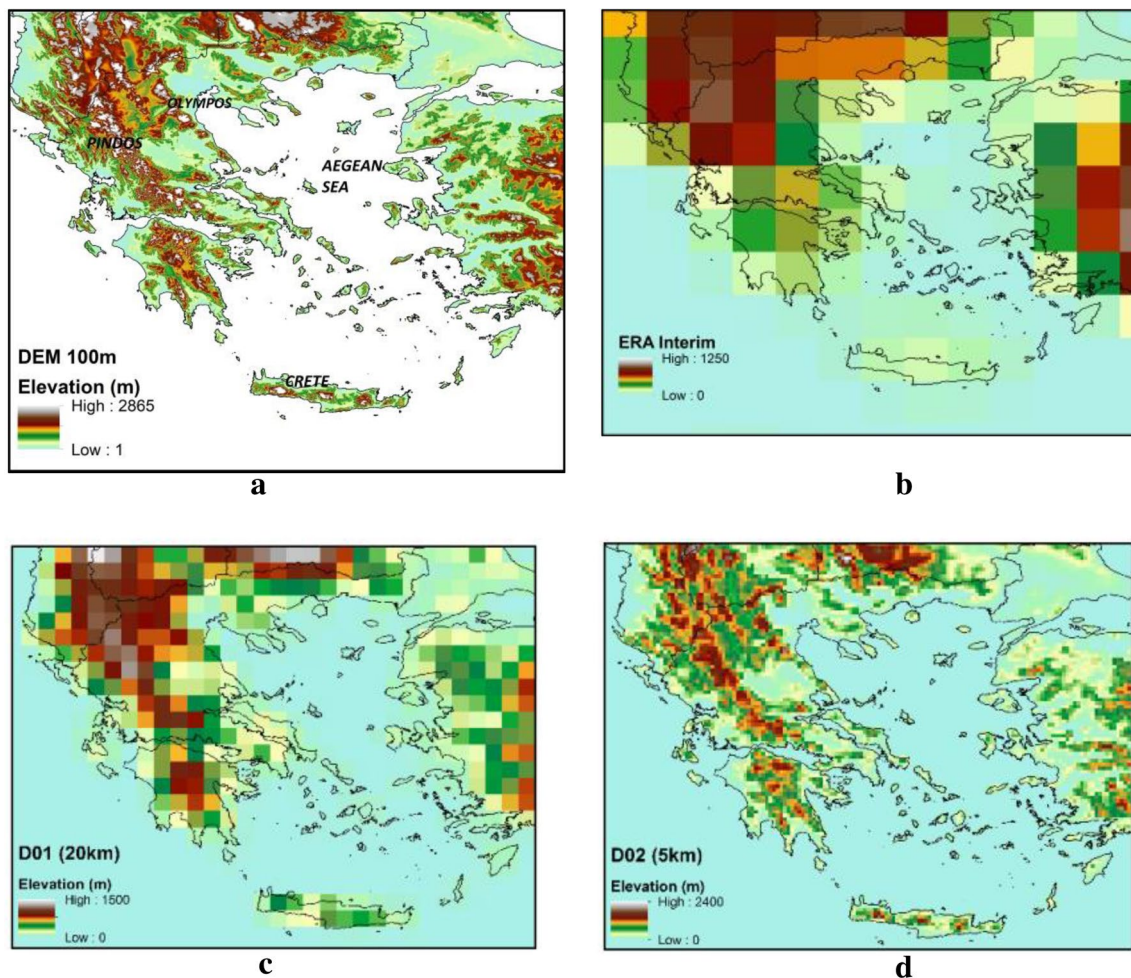 OLYMPOS
PINDOS
AEGEAN
SEA
CRETE
DEM 100m
Elevation (m)
High : 2865
Low : 1
a
ERA Interim
High : 1250
Low : 0
b
D01 (20km)
Elevation (m)
High : 1500
Low : 0
c
D02 (5km)
Elevation (m)
High : 2400
Low : 0
d